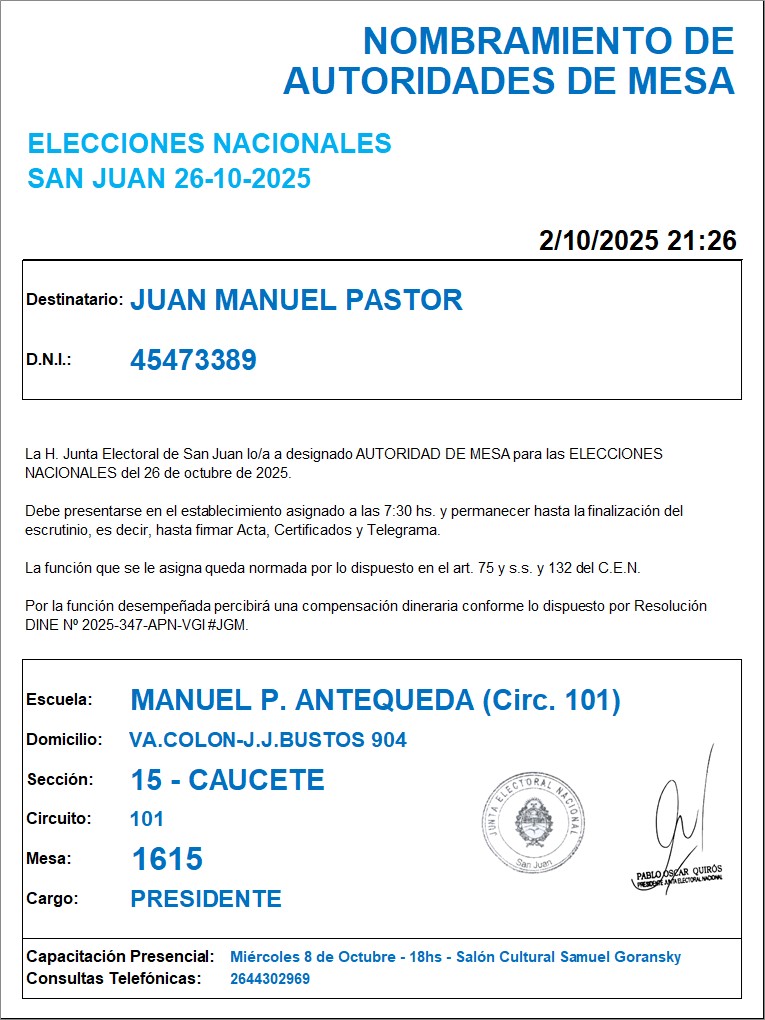 NOMBRAMIENTO DE
AUTORIDADES DE MESA
ELECCIONES NACIONALES
SAN JUAN 26-10-2025
2/10/2025 21:26
Destinatario: JUAN MANUEL PASTOR
D.N.I.: 45473389
La H. Junta Electoral de San Juan lo/a a designado AUTORIDAD DE MESA para las ELECCIONES
NACIONALES del 26 de octubre de 2025.
Debe presentarse en el establecimiento asignado a las 7:30 hs. y permanecer hasta la finalización del
escrutinio, es decir, hasta firmar Acta, Certificados y Telegrama.
La función que se le asigna queda normada por lo dispuesto en el art. 75 y s.s. y 132 del C.E.N.
Por la función desempeñada percibirá una compensación dineraria conforme lo dispuesto por Resolución
DINE Nº 2025-347-APN-VGI#JGM.
Escuela: MANUEL P. ANTEQUEDA (Circ. 101)
Domicilio: VA.COLON-J.J.BUSTOS 904
Sección: 15 - CAUCETE
Circuito: 101
Mesa: 1615
Cargo: PRESIDENTE
JUNTA ELECTORAL NACIONAL
San Juan
PABLO OSCAR QUIRÓS
PRESIDENTE JUNTA ELECTORAL NACIONAL
Capacitación Presencial: Miércoles 8 de Octubre - 18hs - Salón Cultural Samuel Goransky
Consultas Telefónicas: 2644302969